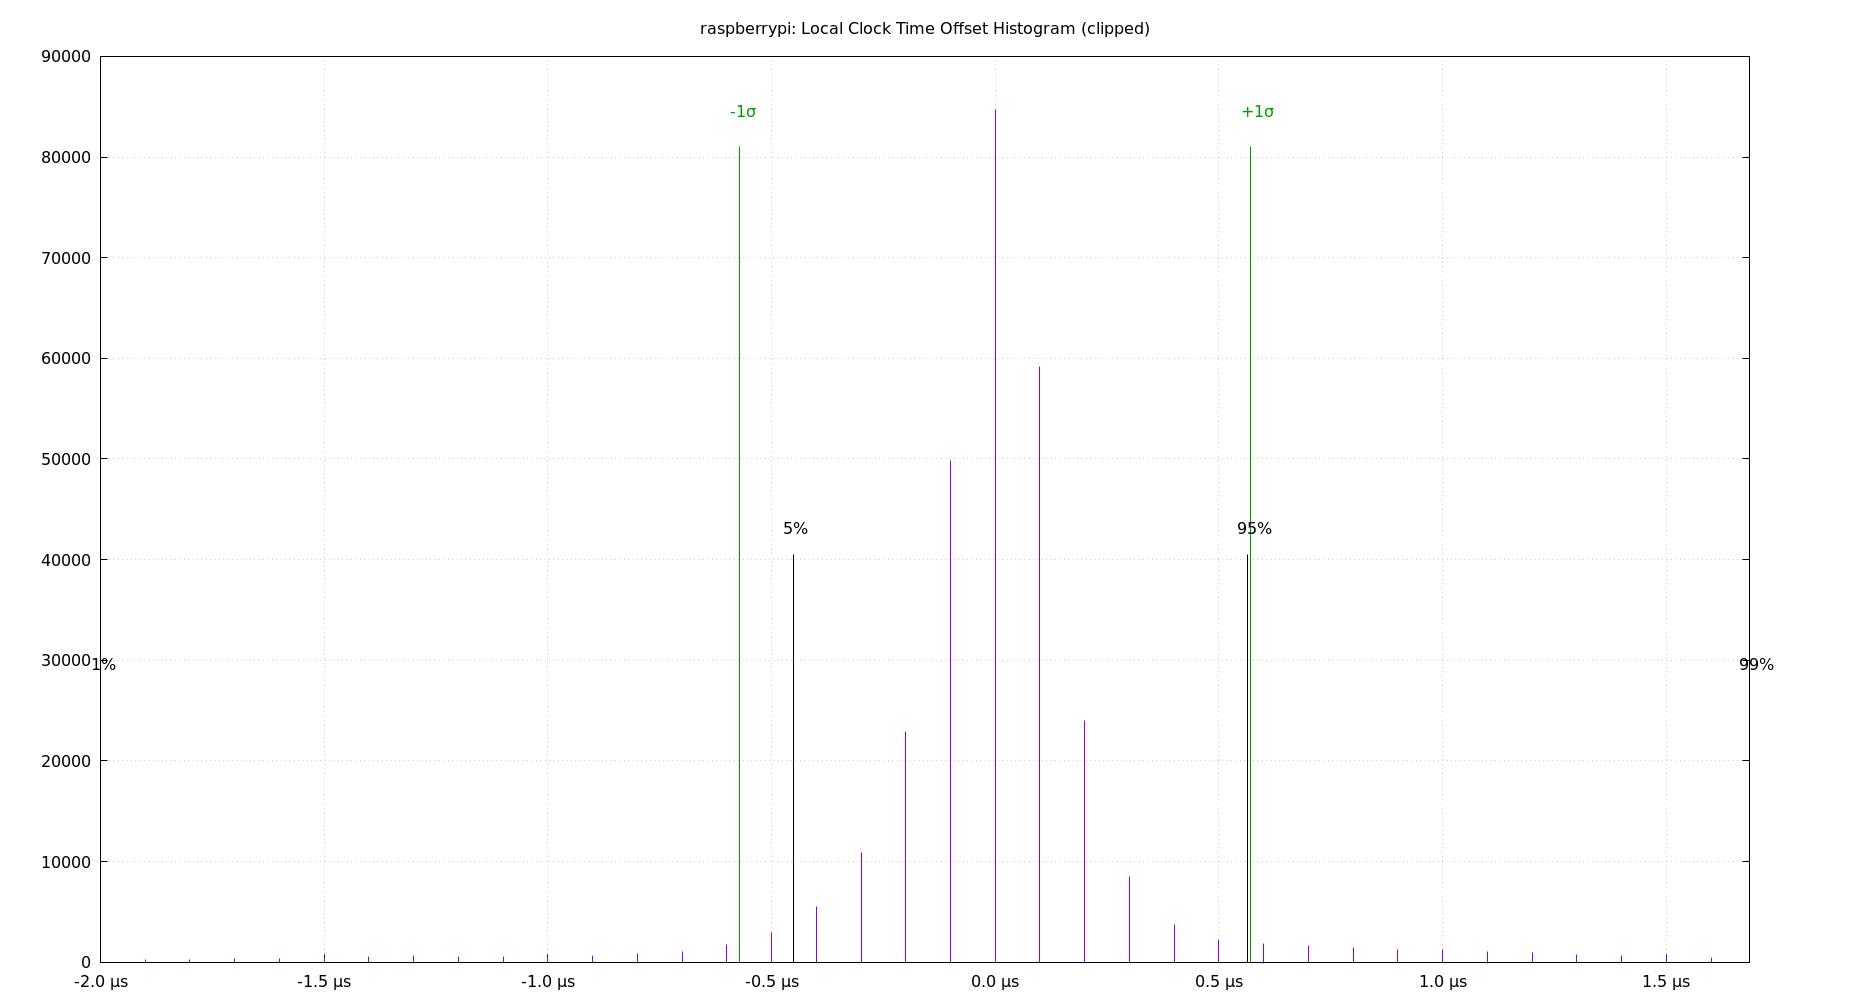 raspberrypi: Local Clock Time Offset Histogram (clipped)
90000
-1σ
+1σ
80000
70000
60000
50000
5%
95%
40000
30000
1%
99%
20000
10000
0
-2.0 µs
-1.5 µs
-1.0 µs
-0.5 µs
0.0 µs
0.5 µs
1.0 µs
1.5 µs